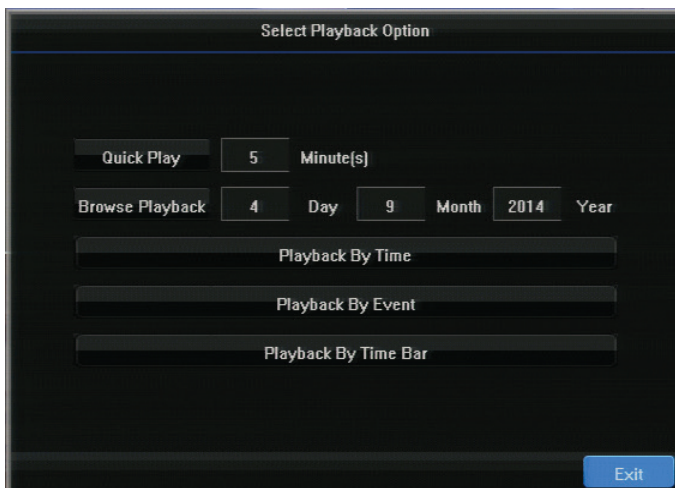 Select Playback Option
Quick Play 5 Minute(s)
Browse Playback 4 Day 9 Month 2014 Year
Playback By Time
Playback By Event
Playback By Time Bar
Exit